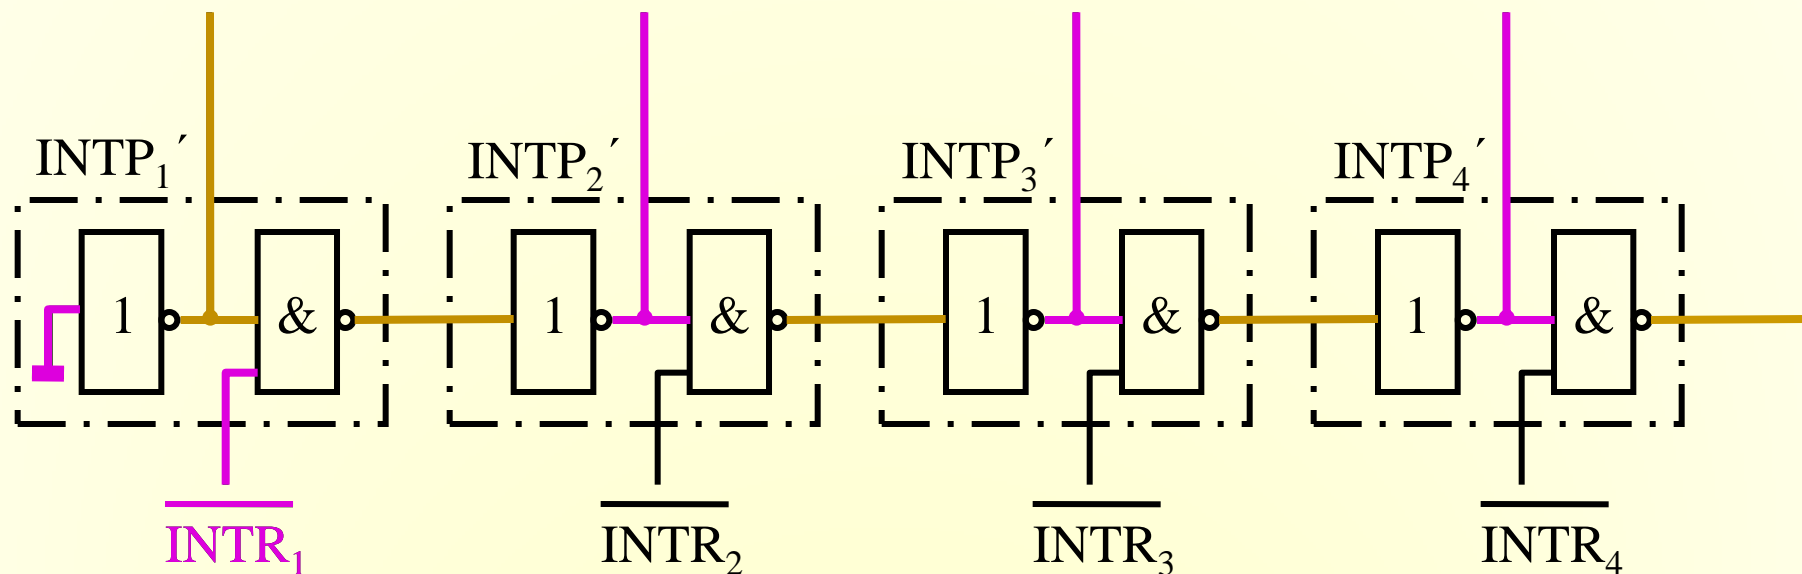 INTP₁′ INTP₂′ INTP₃′ INTP₄′
1 & 1 & 1 & 1 &
INTR₁ INTR₂ INTR₃ INTR₄